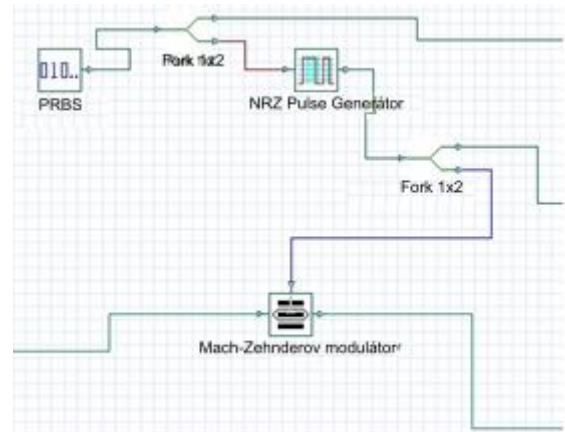 010..
PRBS
Fork 1x2
NRZ Pulse Generátor
Fork 1x2
Mach-Zehnderov modulátor